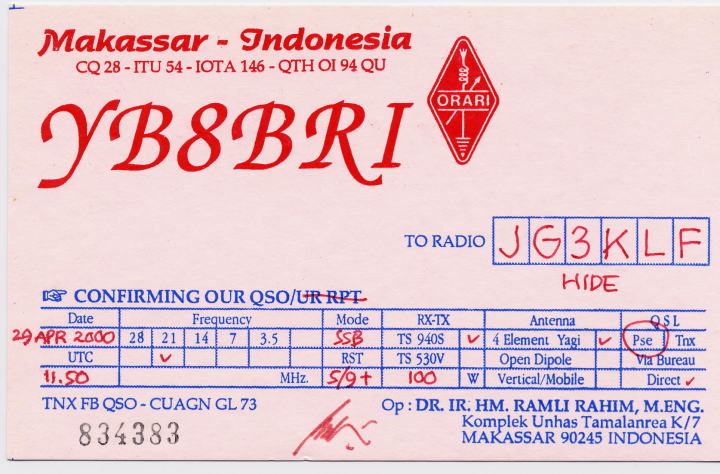 Makassar - Indonesia
CQ 28 - ITU 54 - IOTA 146 - QTH OI 94 QU
ORARI
YB8BRI
TO RADIO JG3KLF
HIDE
☞ CONFIRMING OUR QSO/UR RPT
Date Frequency Mode RX-TX Antenna QSL
29 APR 2000 28 21 14 7 3.5 SSB TS 940S ✓ 4 Element Yagi ✓ Pse Tnx
UTC ✓ RST TS 530V Open Dipole Via Bureau
11.50 MHz. 5/9+ 100 W Vertical/Mobile Direct ✓
TNX FB QSO - CUAGN GL 73 Op : DR. IR. HM. RAMLI RAHIM, M.ENG.
834383 Komplek Unhas Tamalanrea K/7
MAKASSAR 90245 INDONESIA